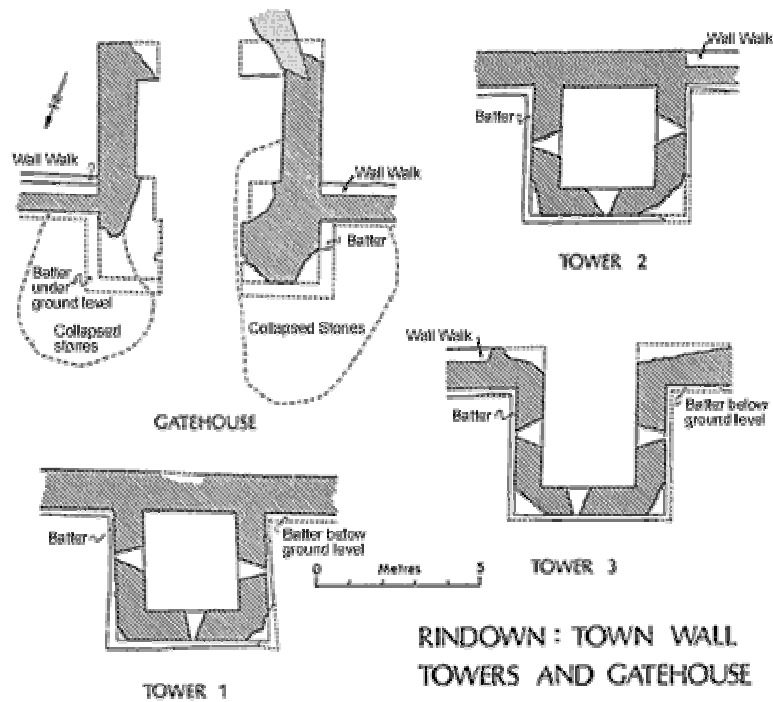 Wall Walk
Wall Walk
Batter
TOWER 2
Wall Walk
Wall Walk
Batter
Batter
under
ground level
Collapsed
stones
Collapsed Stones
GATEHOUSE
Wall Walk
Batter
Batter below
ground level
TOWER 3
Batter
Batter below
ground level
TOWER 1
0 Metres 5
RINDOWN : TOWN WALL
TOWERS AND GATEHOUSE